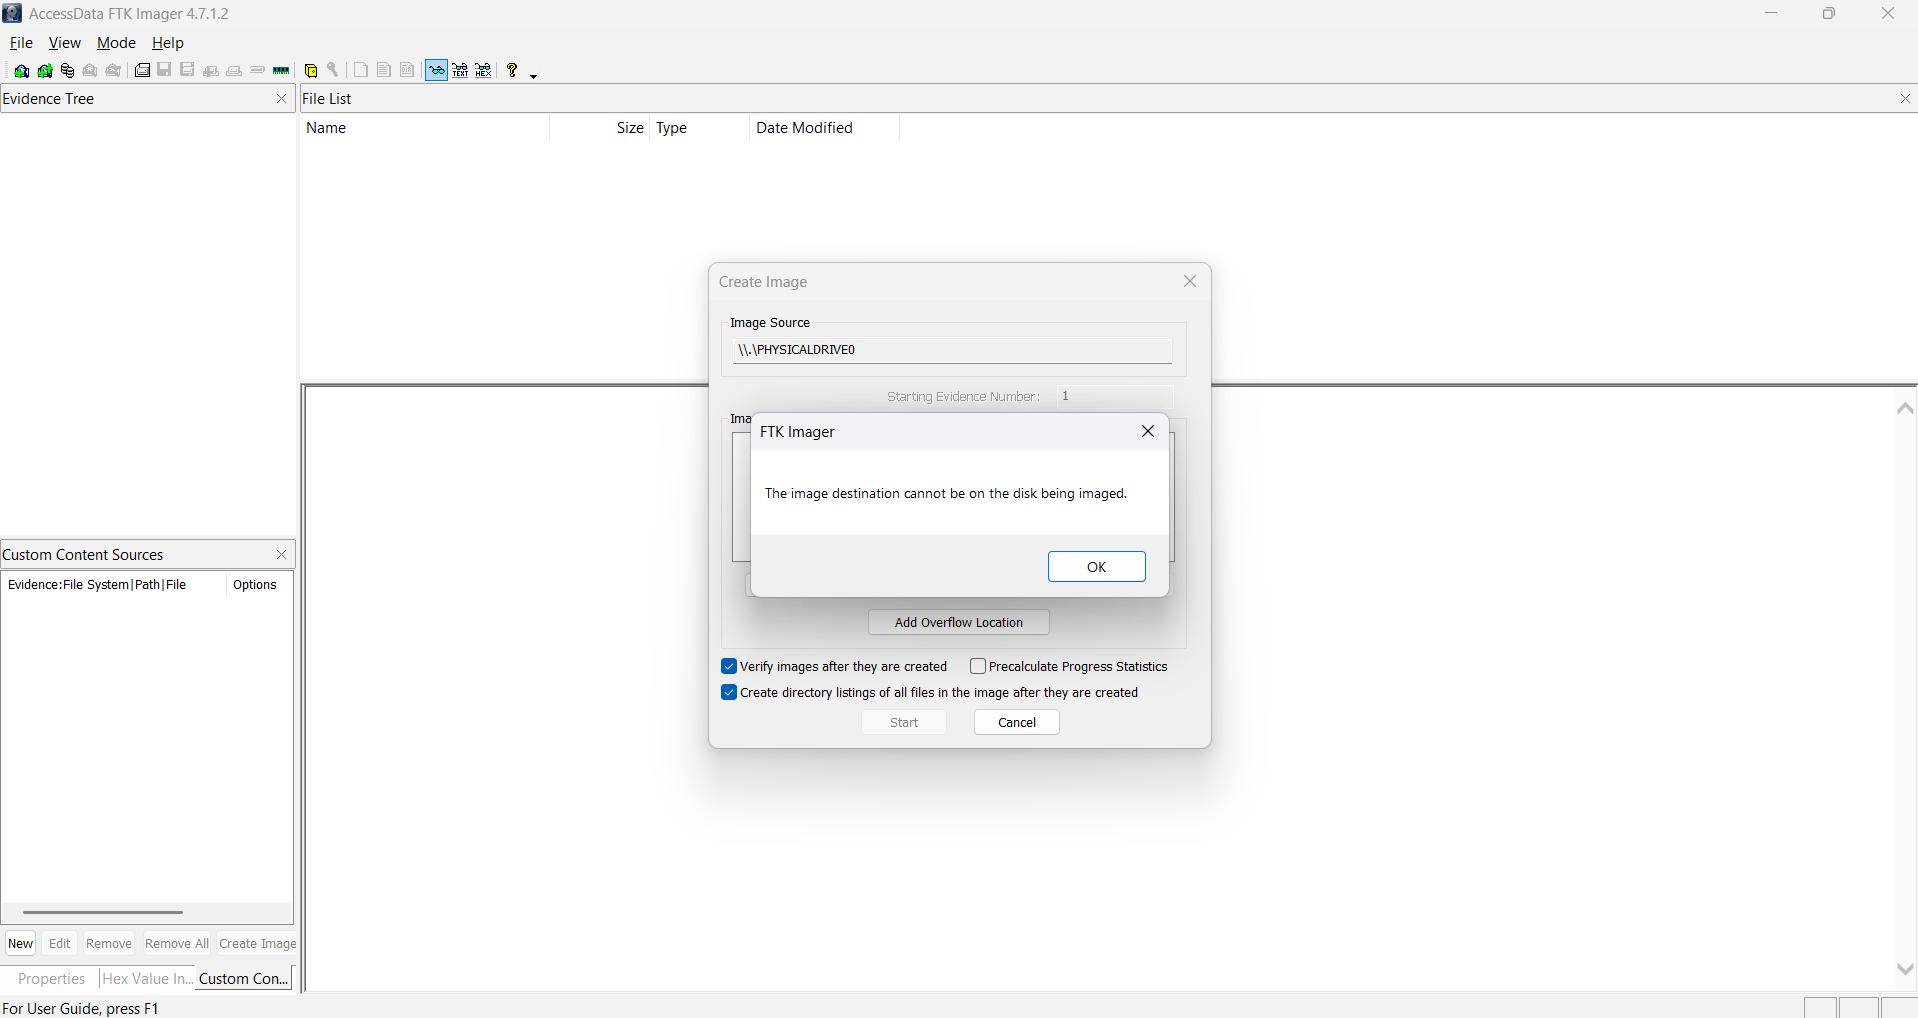 AccessData FTK Imager 4.7.1.2
File View Mode Help
TEXT HEX
Evidence Tree
File List
Name Size Type Date Modified
Create Image
Image Source
\\.\PHYSICALDRIVE0
Starting Evidence Number: 1
Ima
FTK Imager
The image destination cannot be on the disk being imaged.
OK
Add Overflow Location
Verify images after they are created Precalculate Progress Statistics
Create directory listings of all files in the image after they are created
Start Cancel
Custom Content Sources
Evidence:File System|Path|File Options
New Edit Remove Remove All Create Image
Properties Hex Value In... Custom Con...
For User Guide, press F1